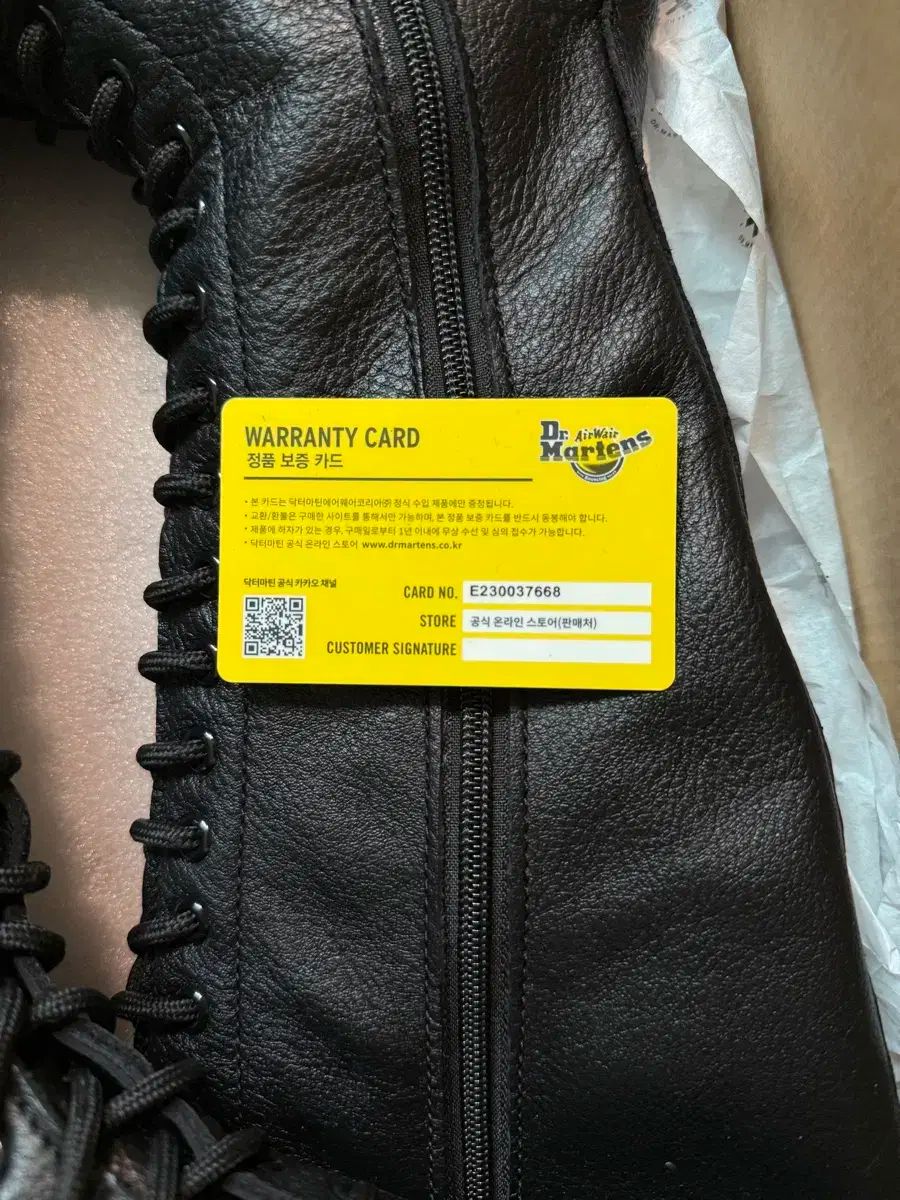 WARRANTY CARD
정품 보증 카드
Dr. Martens
AirWair
• 본 카드는 닥터마틴에어웨어코리아㈜ 정식 수입 제품에만 증정됩니다.
• 교환/환불은 구매한 사이트를 통해서만 가능하며, 본 정품 보증 카드를 반드시 동봉해야 합니다.
• 제품에 하자가 있는 경우, 구매일로부터 1년 이내에 무상 수선 및 심의 접수가 가능합니다.
• 닥터마틴 공식 온라인 스토어 www.drmartens.co.kr
닥터마틴 공식 카카오 채널
CARD NO. E230037668
STORE 공식 온라인 스토어(판매처)
CUSTOMER SIGNATURE